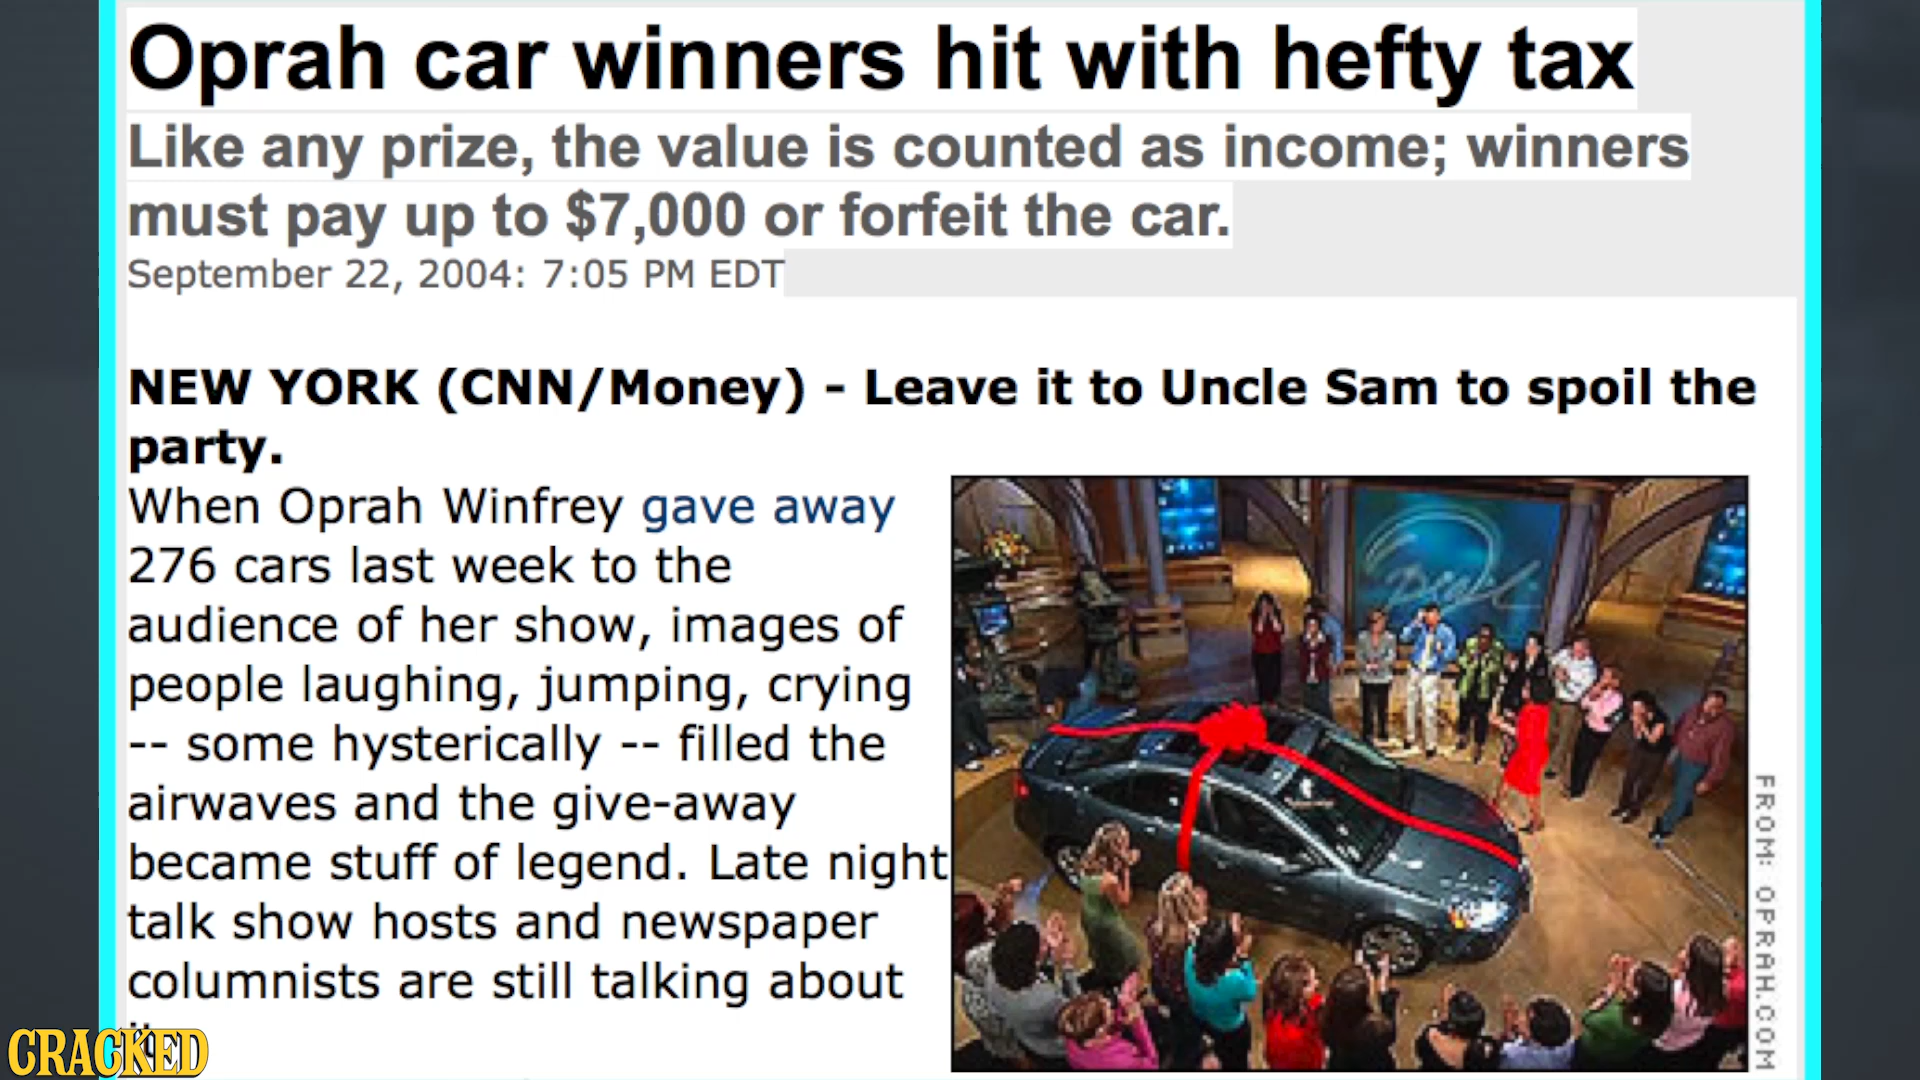 Oprah car winners hit with hefty tax
Like any prize, the value is counted as income; winners
must pay up to $7,000 or forfeit the car.
September 22, 2004: 7:05 PM EDT
NEW YORK (CNN/Money) - Leave it to Uncle Sam to spoil the
party.
When Oprah Winfrey gave away
276 cars last week to the
audience of her show, images of
people laughing, jumping, crying
-- some hysterically -- filled the
airwaves and the give-away
became stuff of legend. Late night
talk show hosts and newspaper
columnists are still talking about
FROM: OPRAH.COM
CRACKED